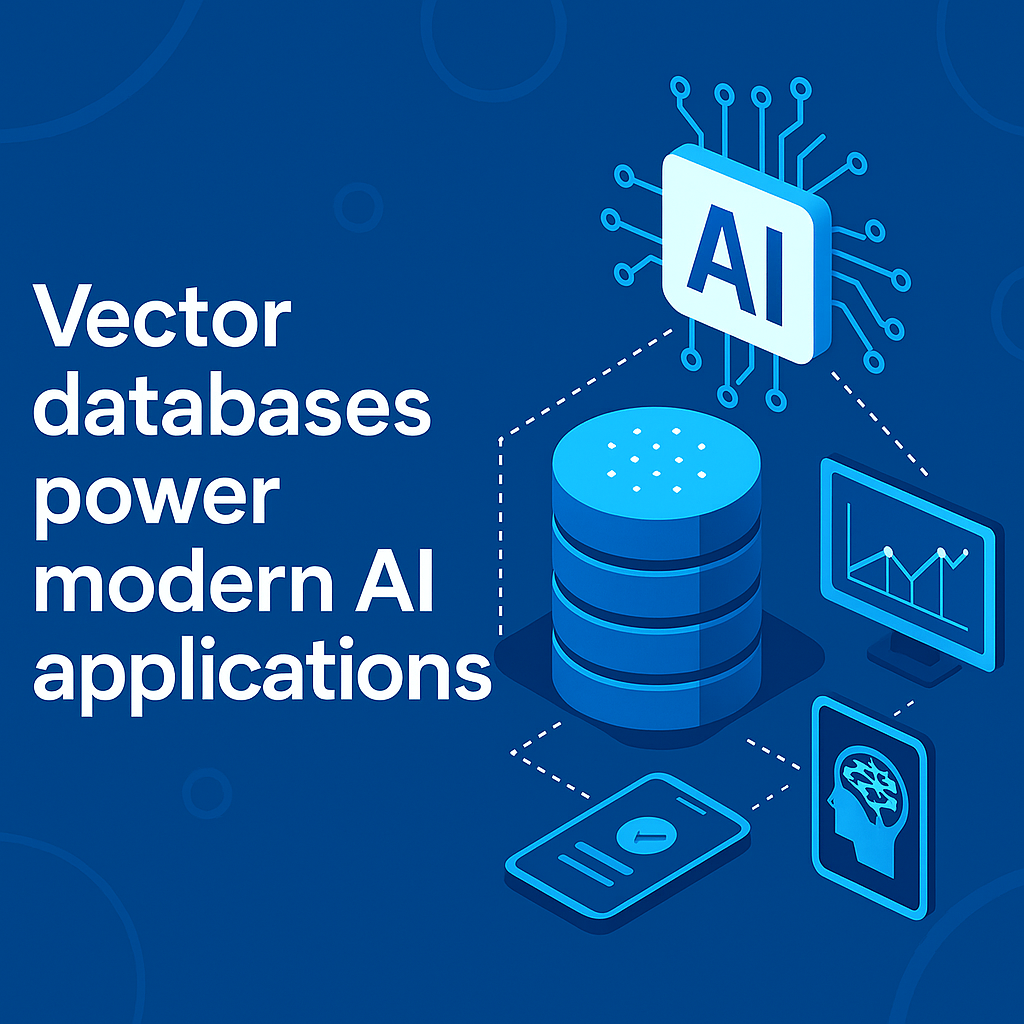 Vector
databases
power
modern AI
applications
AI